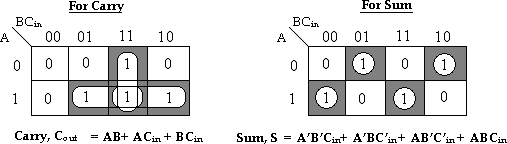 For Carry
BCin
A 00 01 11 10
0 0 0 1 0
1 0 1 1 1
Carry, Cout = AB+ ACin + BCin
For Sum
BCin
A 00 01 11 10
0 0 1 0 1
1 1 0 1 0
Sum, S = A'B'Cin+ A'BC'in+ AB'C'in+ ABCin